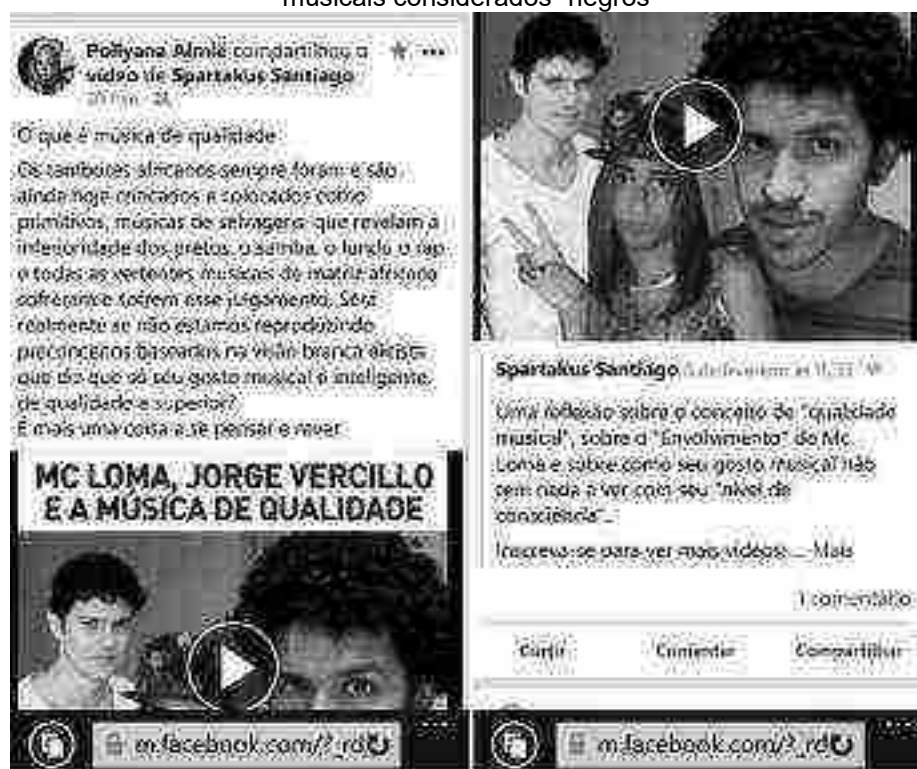 musicais considerados "negros"
Poliyana Almie compartilhou o
vídeo de Spartakus Santiago
O que é música de qualidade
Os tambores africanos sempre foram e são
ainda hoje criticados e colocados como
primitivos, músicas de selvagens que revelam a
inferioridade dos pretos, o samba, o lundo o rap
e todas as vertentes musicais de matriz africana
sofreram e sofrem esse julgamento. Será
realmente se não estamos reproduzindo
preconceitos baseados na visão branca elitista
que diz que só seu gosto musical é inteligente,
de qualidade e superior?
É mais uma coisa a se pensar e rever
MC LOMA, JORGE VERCILLO
E A MÚSICA DE QUALIDADE
m.facebook.com/?_rd
Spartakus Santiago
Uma reflexão sobre o conceito de "qualidade
musical", sobre o "Envolvimento" do Mc
Loma e sobre como seu gosto musical não
tem nada a ver com seu "nível de
consciência".
Inscreva-se para ver mais vídeos: ... Mais
1 comentário
Curtir Comentar Compartilhar
m.facebook.com/?_rd